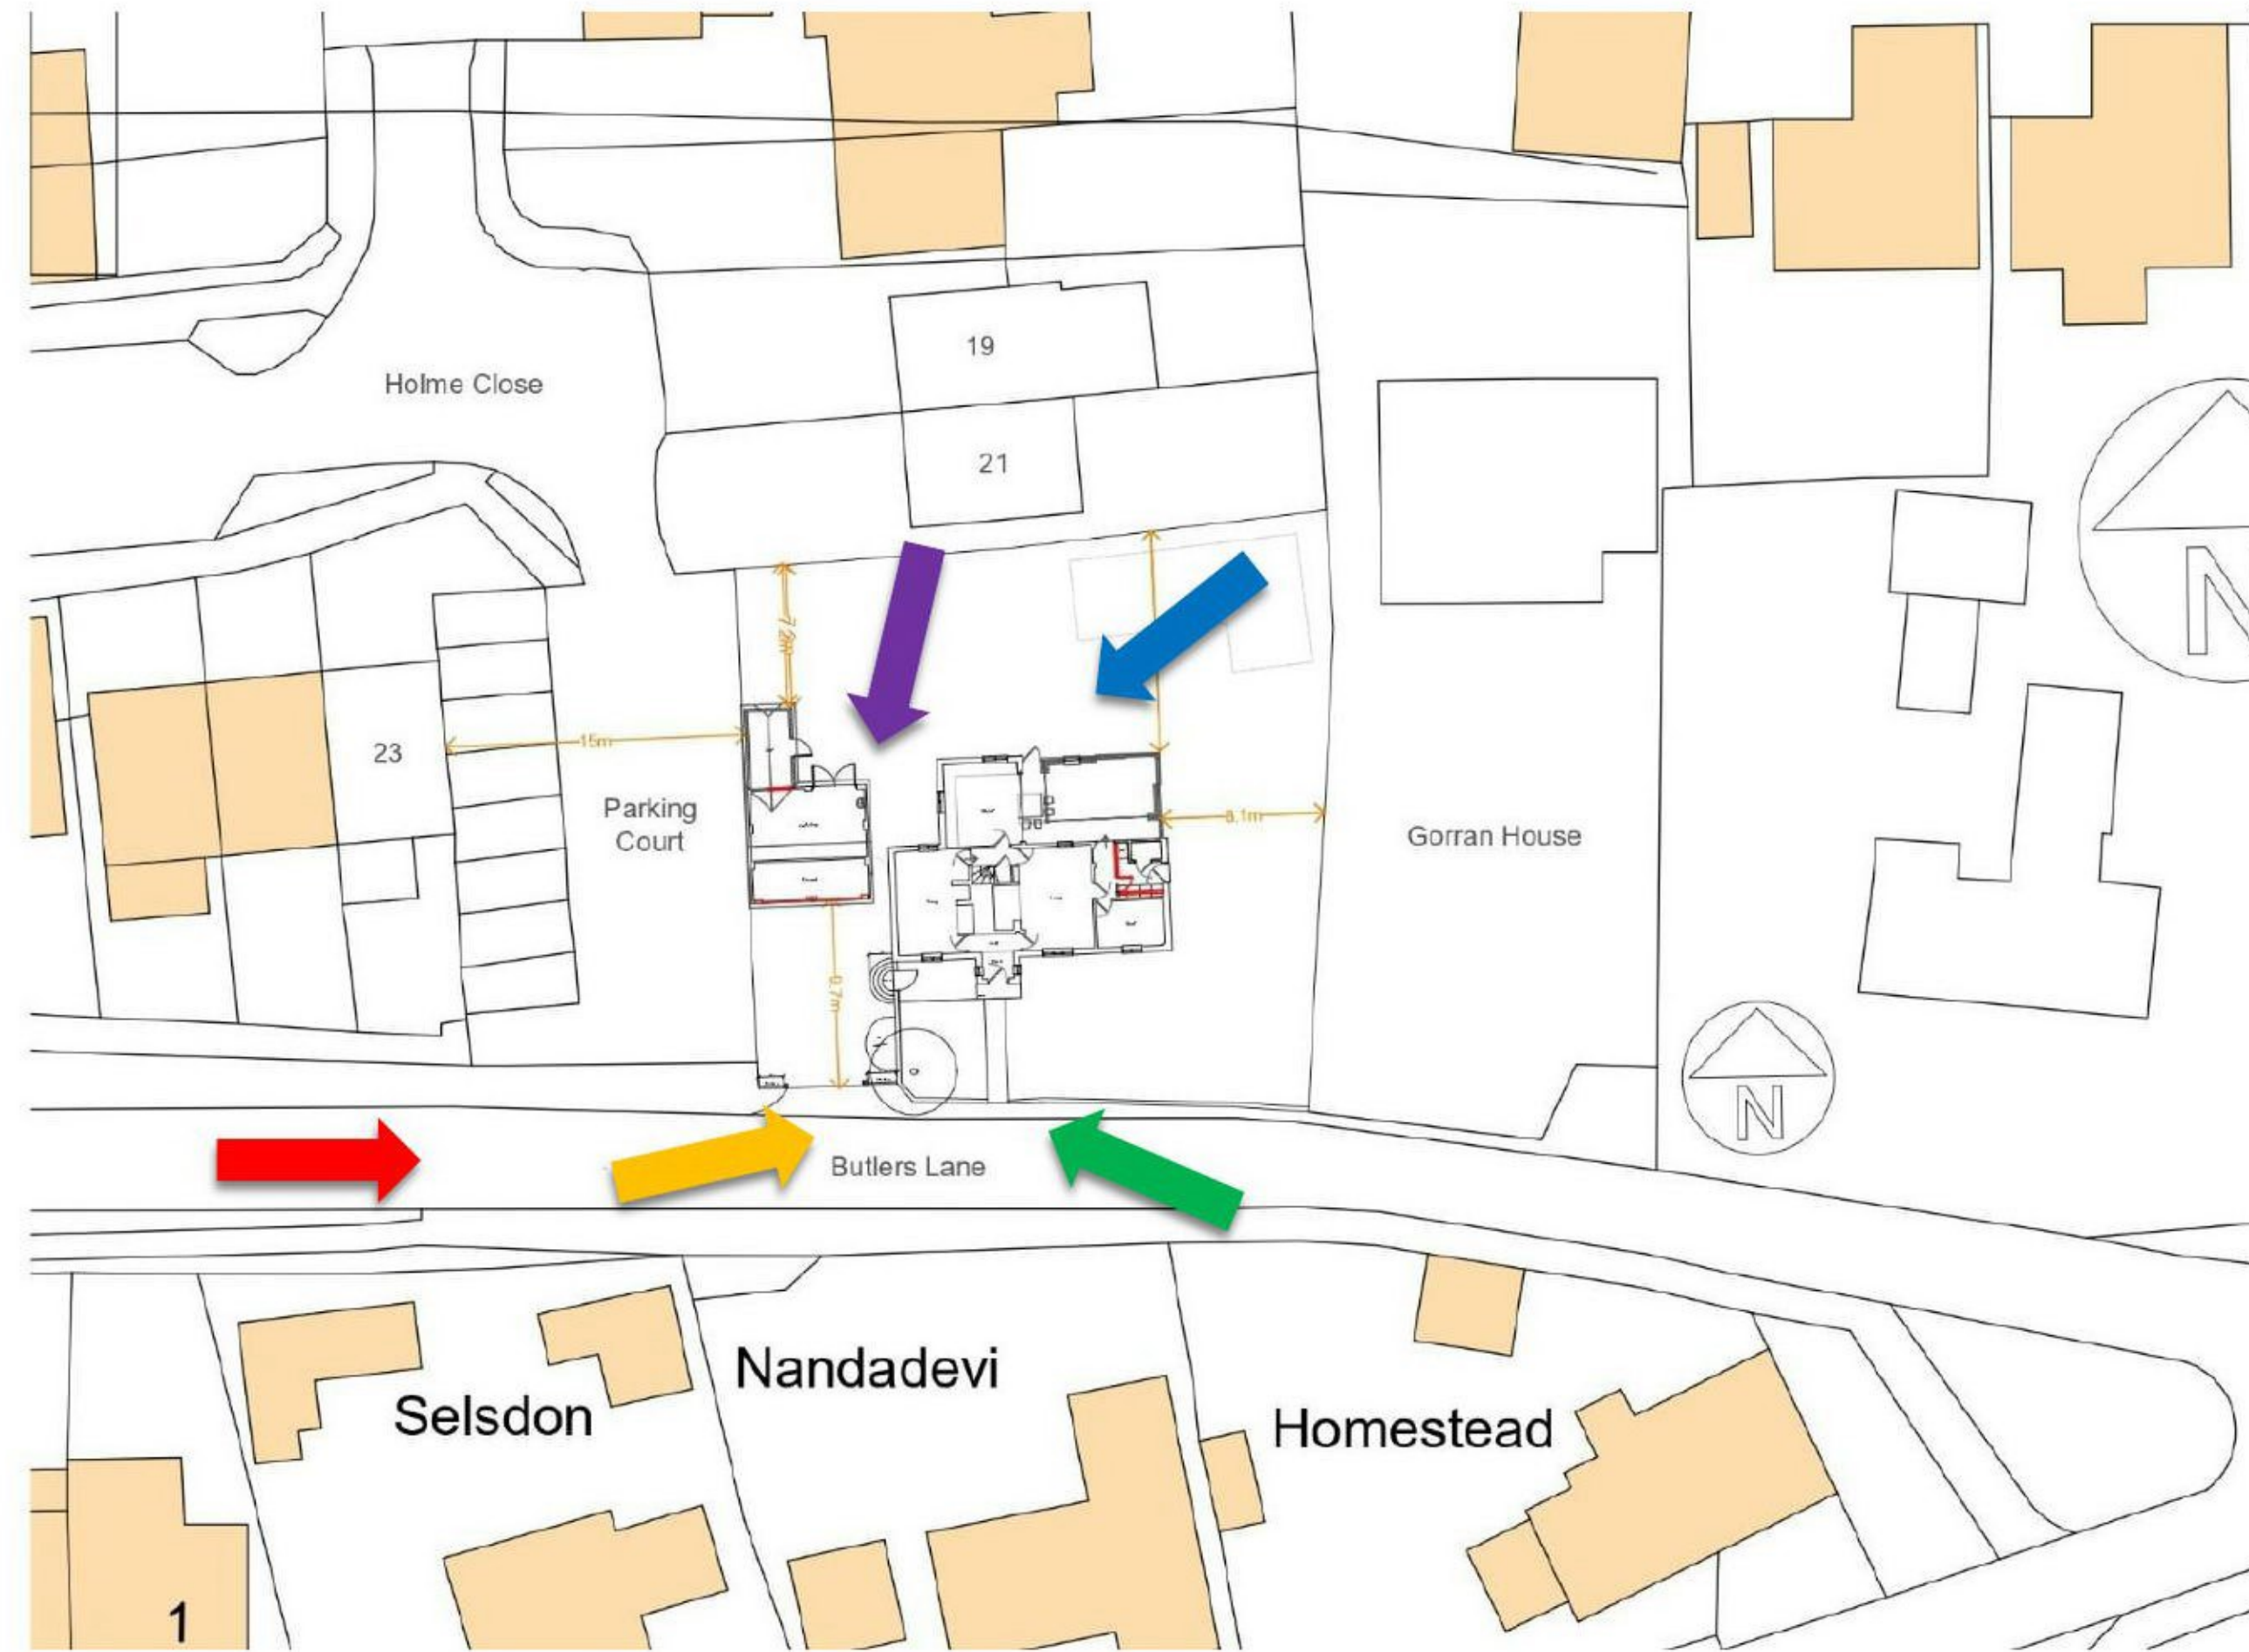 19
Holme Close
21
N
15m
23
Parking
Court
8.1m
Gorran House
N
Butlers Lane
Nandadevi
Selsdon
Homestead
1